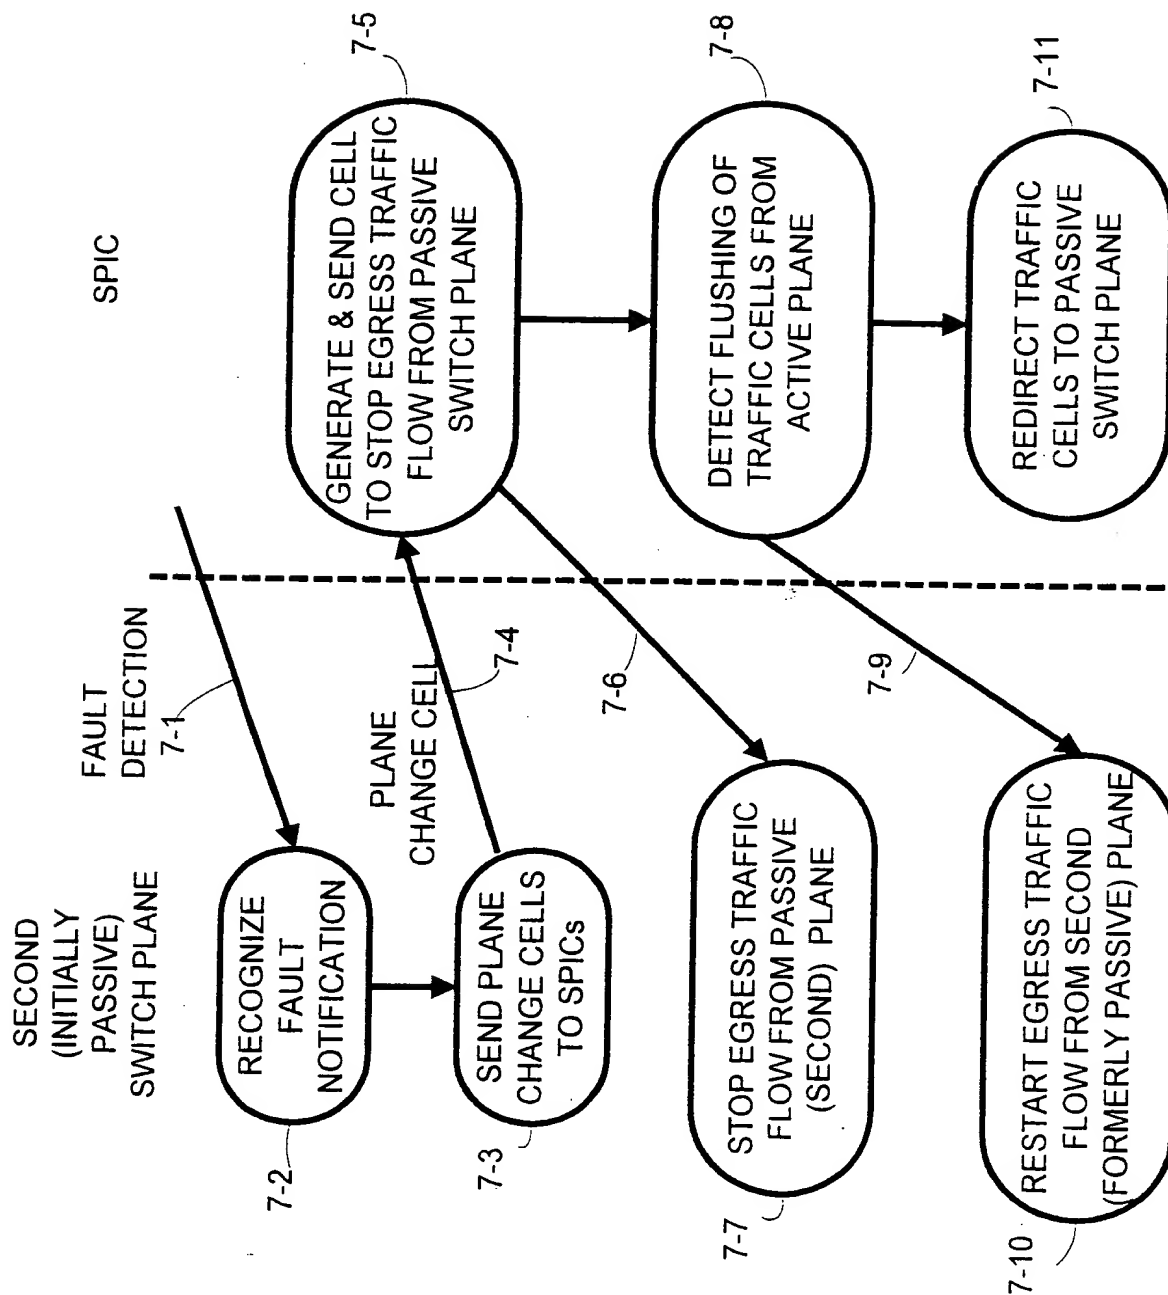 SECOND
(INITIALLY
PASSIVE)
SWITCH PLANE
FAULT
DETECTION
7-1
SPIC
RECOGNIZE
FAULT
NOTIFICATION
7-2
SEND PLANE
CHANGE CELLS
TO SPICs
7-3
PLANE
CHANGE CELL
7-4
GENERATE & SEND CELL
TO STOP EGRESS TRAFFIC
FLOW FROM PASSIVE
SWITCH PLANE
7-5
7-6
STOP EGRESS TRAFFIC
FLOW FROM PASSIVE
(SECOND) PLANE
7-7
DETECT FLUSHING OF
TRAFFIC CELLS FROM
ACTIVE PLANE
7-8
7-9
RESTART EGRESS TRAFFIC
FLOW FROM SECOND
(FORMERLY PASSIVE) PLANE
7-10
REDIRECT TRAFFIC
CELLS TO PASSIVE
SWITCH PLANE
7-11